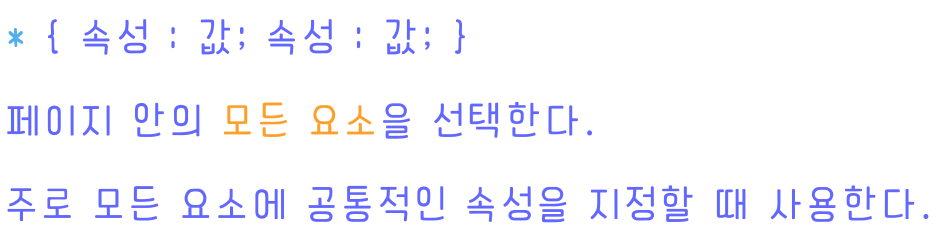 * { 속성 : 값; 속성 : 값; }
페이지 안의 모든 요소을 선택한다.
주로 모든 요소에 공통적인 속성을 지정할 때 사용한다.